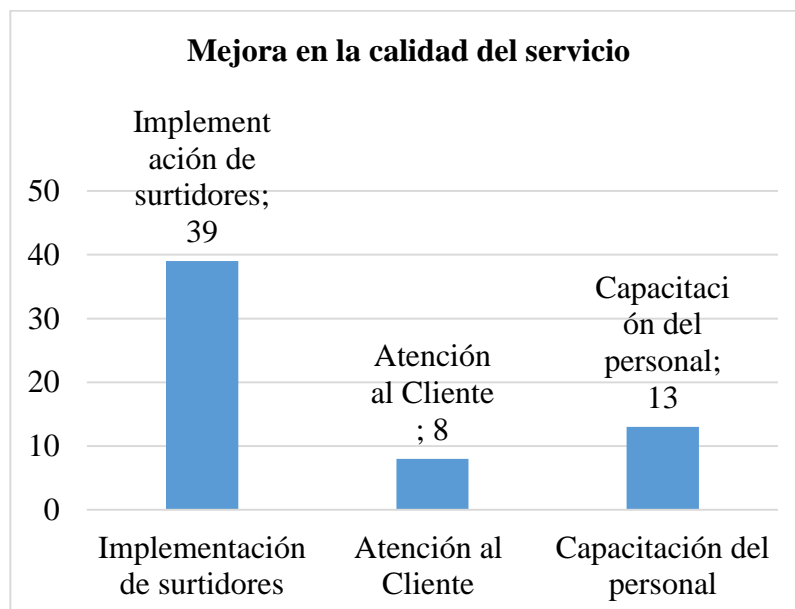 Mejora en la calidad del servicio
Implement
ación de
surtidores;
39
Atención
al Cliente
; 8
Capacitaci
ón del
personal;
13
50
40
30
20
10
0
Implementación
de surtidores
Atención al
Cliente
Capacitación del
personal